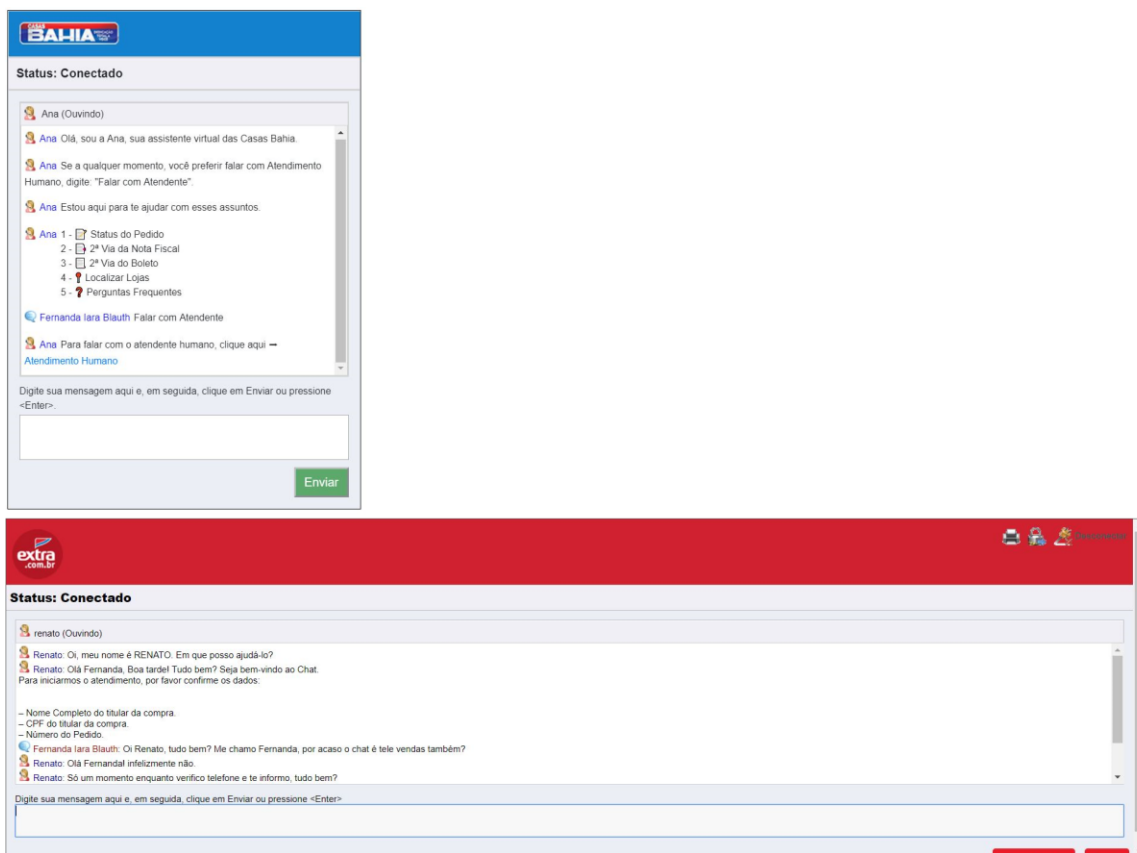 CASAS
BAHIA
Status: Conectado
Ana (Ouvindo)
Ana Olá, sou a Ana, sua assistente virtual das Casas Bahia.
Ana Se a qualquer momento, você preferir falar com Atendimento
Humano, digite: "Falar com Atendente".
Ana Estou aqui para te ajudar com esses assuntos.
Ana 1 - Status do Pedido
2 - 2ª Via da Nota Fiscal
3 - 2ª Via do Boleto
4 - Localizar Lojas
5 - Perguntas Frequentes
Fernanda Iara Blauth Falar com Atendente
Ana Para falar com o atendente humano, clique aqui ➞
Atendimento Humano
Digite sua mensagem aqui e, em seguida, clique em Enviar ou pressione
<Enter>.
Enviar
extra
.com.br
Status: Conectado
renato (Ouvindo)
Renato: Oi, meu nome é RENATO. Em que posso ajudá-lo?
Renato: Olá Fernanda, Boa tarde! Tudo bem? Seja bem-vindo ao Chat.
Para iniciarmos o atendimento, por favor confirme os dados:
– Nome Completo do titular da compra.
– CPF do titular da compra.
– Número do Pedido.
Fernanda Iara Blauth: Oi Renato, tudo bem? Me chamo Fernanda, por acaso o chat é tele vendas também?
Renato: Olá Fernanda! infelizmente não.
Renato: Só um momento enquanto verifico telefone e te informo, tudo bem?
Digite sua mensagem aqui e, em seguida, clique em Enviar ou pressione <Enter>